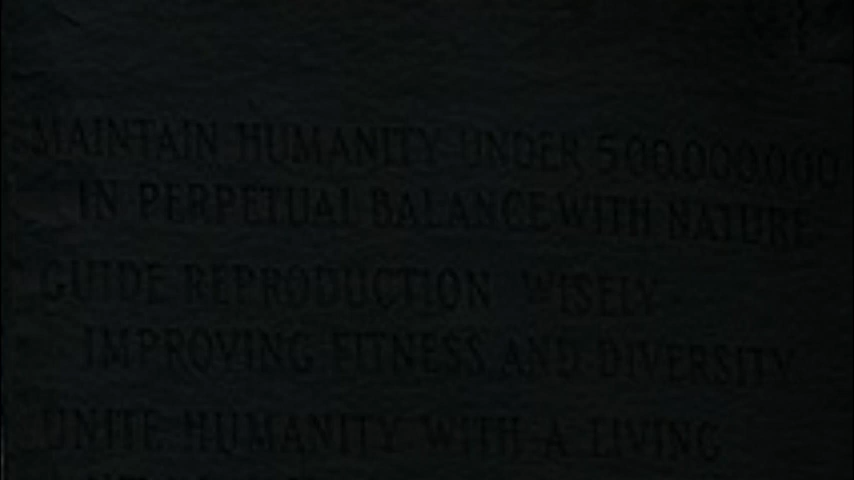 MAINTAIN HUMANITY UNDER 500,000,000
IN PERPETUAL BALANCE WITH NATURE.
GUIDE REPRODUCTION WISELY
IMPROVING FITNESS AND DIVERSITY
UNITE HUMANITY WITH A LIVING